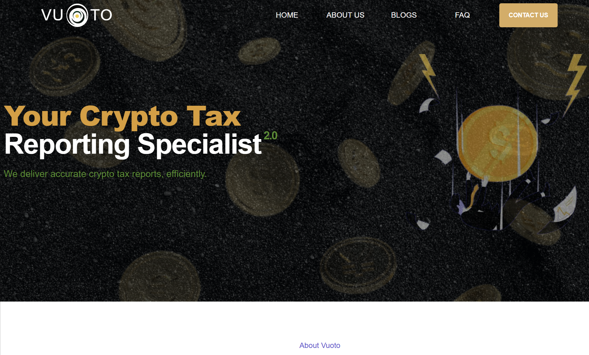 VUOTO
HOME ABOUT US BLOGS FAQ CONTACT US
Your Crypto Tax
Reporting Specialist 2.0
We deliver accurate crypto tax reports, efficiently.
About Vuoto